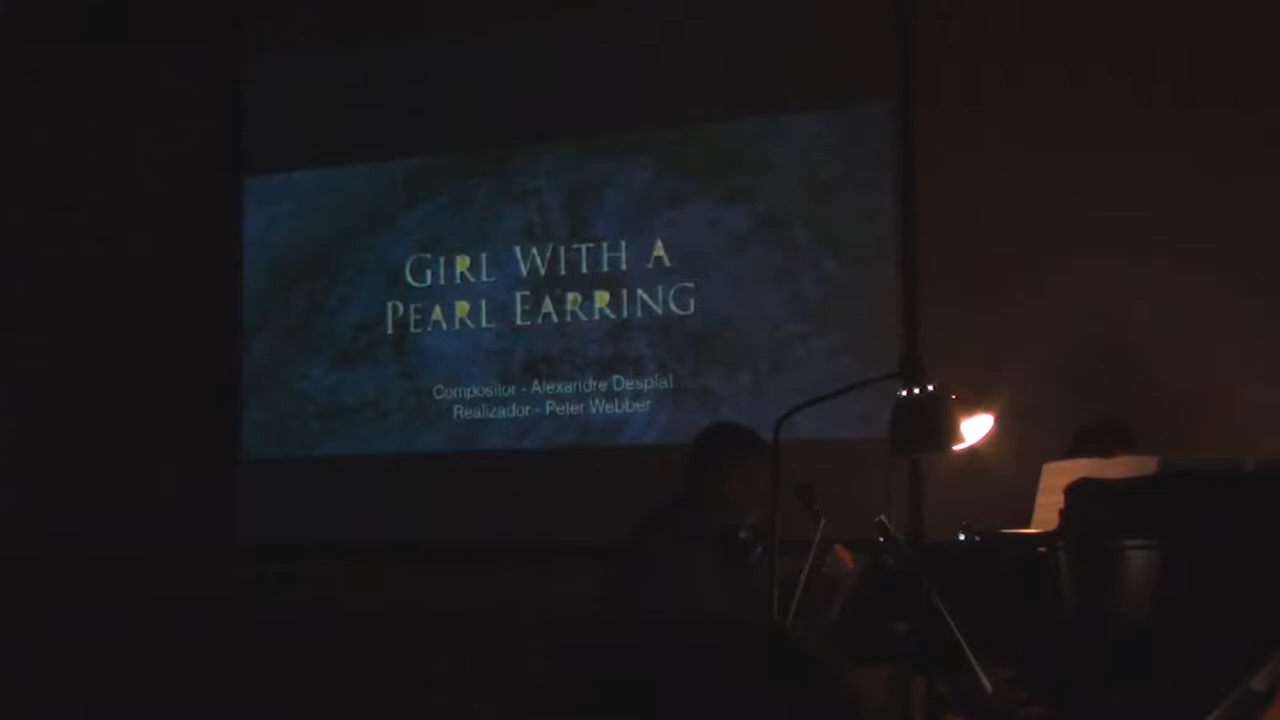 GIRL WITH A
PEARL EARRING
Compositor - Alexandre Desplat
Realizador - Peter Webber